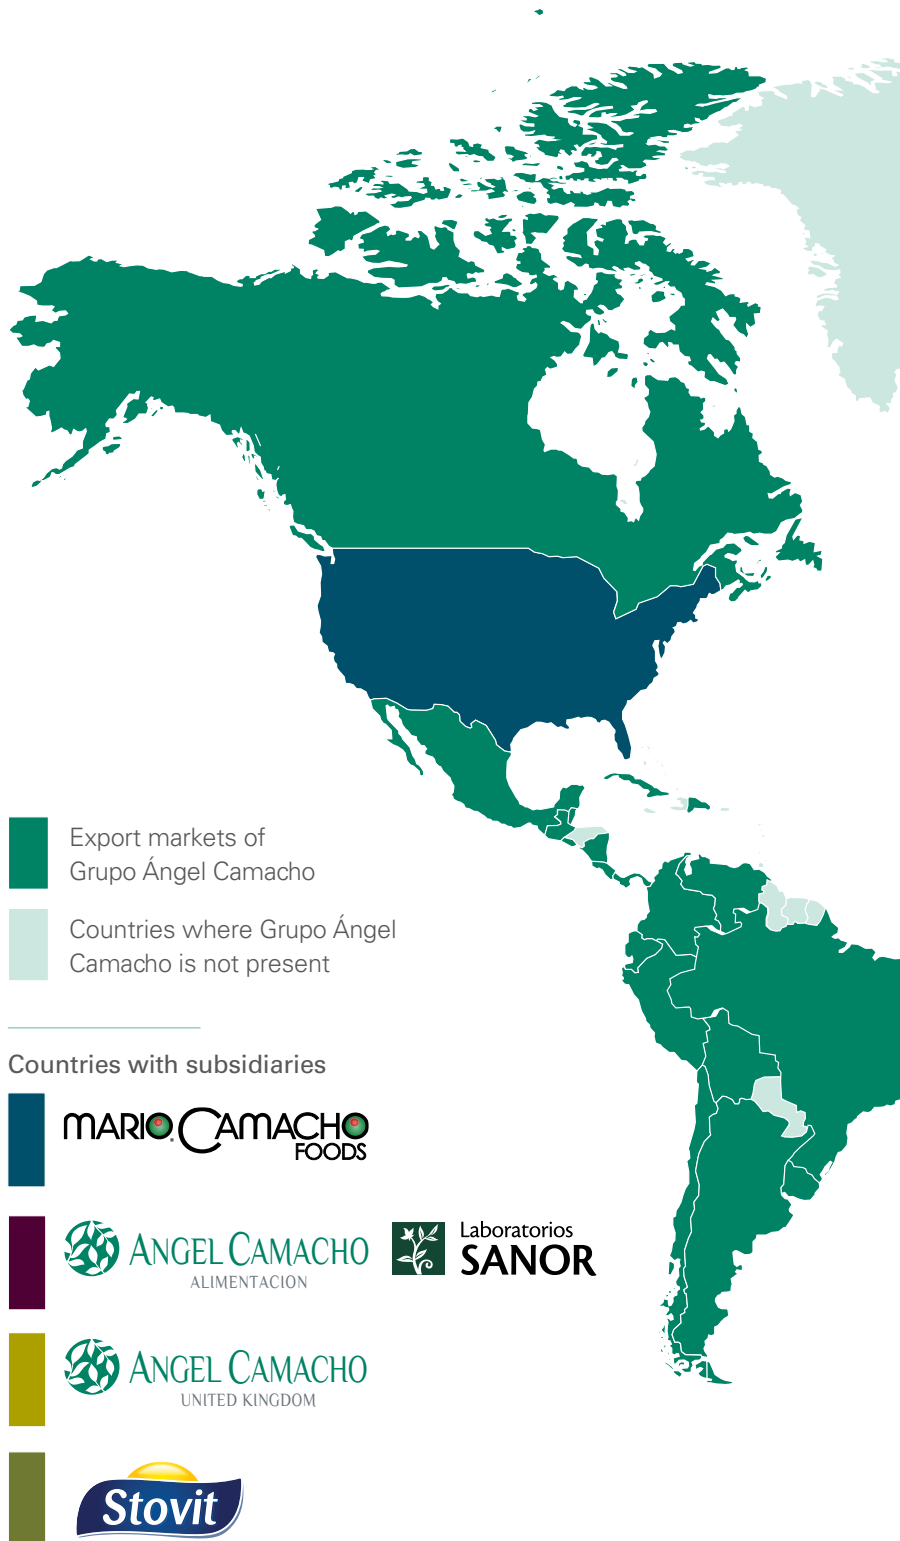 Export markets of
Grupo Ángel Camacho
Countries where Grupo Ángel
Camacho is not present
Countries with subsidiaries
MARIO CAMACHO
FOODS
ANGEL CAMACHO
ALIMENTACION
Laboratorios
SANOR
ANGEL CAMACHO
UNITED KINGDOM
Stovit